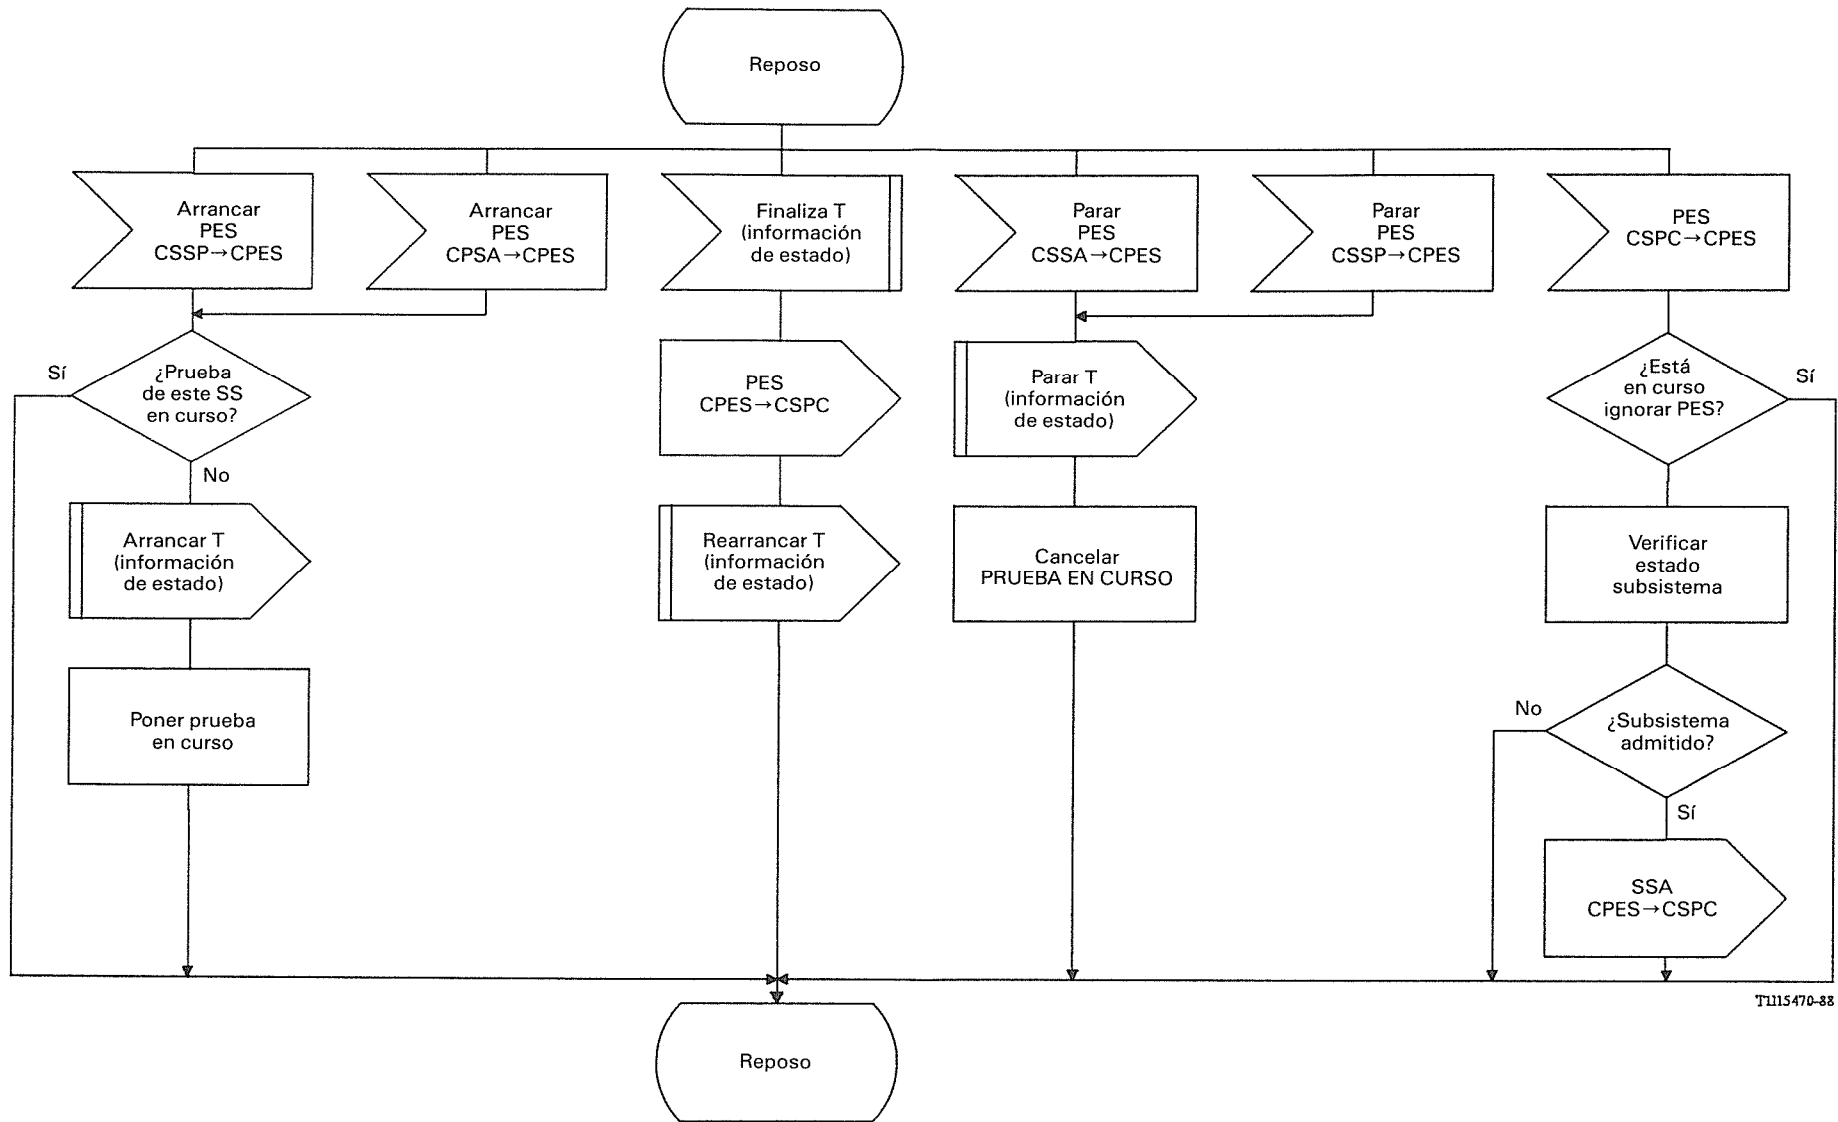 Reposo
Arrancar
PES
CSSP→CPES
Arrancar
PES
CPSA→CPES
Finaliza T
(información
de estado)
Parar
PES
CSSA→CPES
Parar
PES
CSSP→CPES
PES
CSPC→CPES
Sí
¿Prueba
de este SS
en curso?
No
Arrancar T
(información
de estado)
Poner prueba
en curso
PES
CPES→CSPC
Rearrancar T
(información
de estado)
Parar T
(información
de estado)
Cancelar
PRUEBA EN CURSO
¿Está
en curso
ignorar PES?
Sí
Verificar
estado
subsistema
No
¿Subsistema
admitido?
Sí
SSA
CPES→CSPC
T1115470-88
Reposo